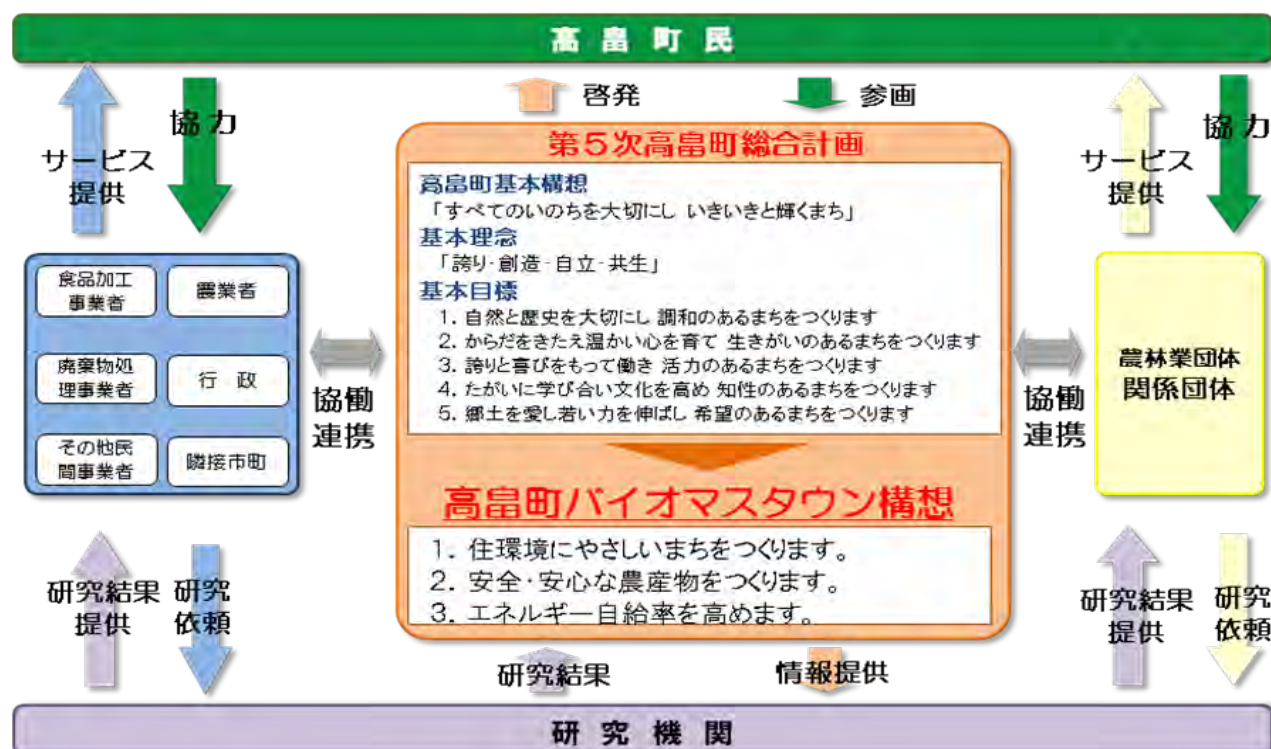 高 畠 町 民
啓発
参画
協 力
サービス
提供
サービス
提供
協 力
第5次高畠町総合計画
高畠町基本構想
「すべてのいのちを大切にし いきいきと輝くまち」
基本理念
「誇り・創造・自立・共生」
基本目標
1. 自然と歴史を大切にし 調和のあるまちをつくります
2. からだをきたえ温かい心を育て 生きがいのあるまちをつくります
3. 誇りと喜びをもって働き 活力のあるまちをつくります
4. たがいに学び合い文化を高め 知性のあるまちをつくります
5. 郷土を愛し若い力を伸ばし 希望のあるまちをつくります
食品加工
事業者
農業者
廃棄物処
理事業者
行 政
その他民
間事業者
隣接市町
協働
連携
協働
連携
農林業団体
関係団体
高畠町バイオマスタウン構想
1. 住環境にやさしいまちをつくります。
2. 安全・安心な農産物をつくります。
3. エネルギー自給率を高めます。
研究結果
提供
研究
依頼
研究結果
情報提供
研究結果
提供
研究
依頼
研 究 機 関